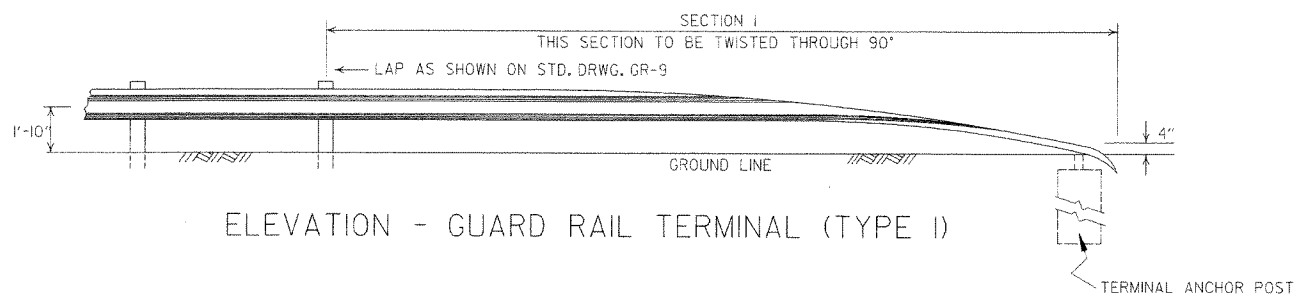 SECTION I
THIS SECTION TO BE TWISTED THROUGH 90°
LAP AS SHOWN ON STD. DRWG. GR-9
1'-10"
4"
GROUND LINE
ELEVATION - GUARD RAIL TERMINAL (TYPE I)
TERMINAL ANCHOR POST